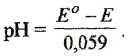 pH = (E^o – E) / 0,059 .